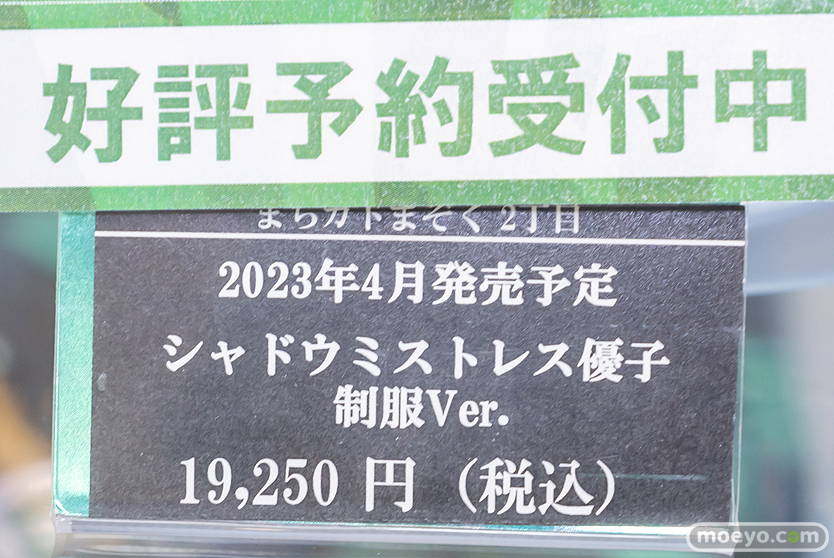 好評予約受付中
まちカドまぞく 2丁目
2023年4月発売予定
シャドウミストレス優子
制服Ver.
19,250 円（税込）
moeyo.com